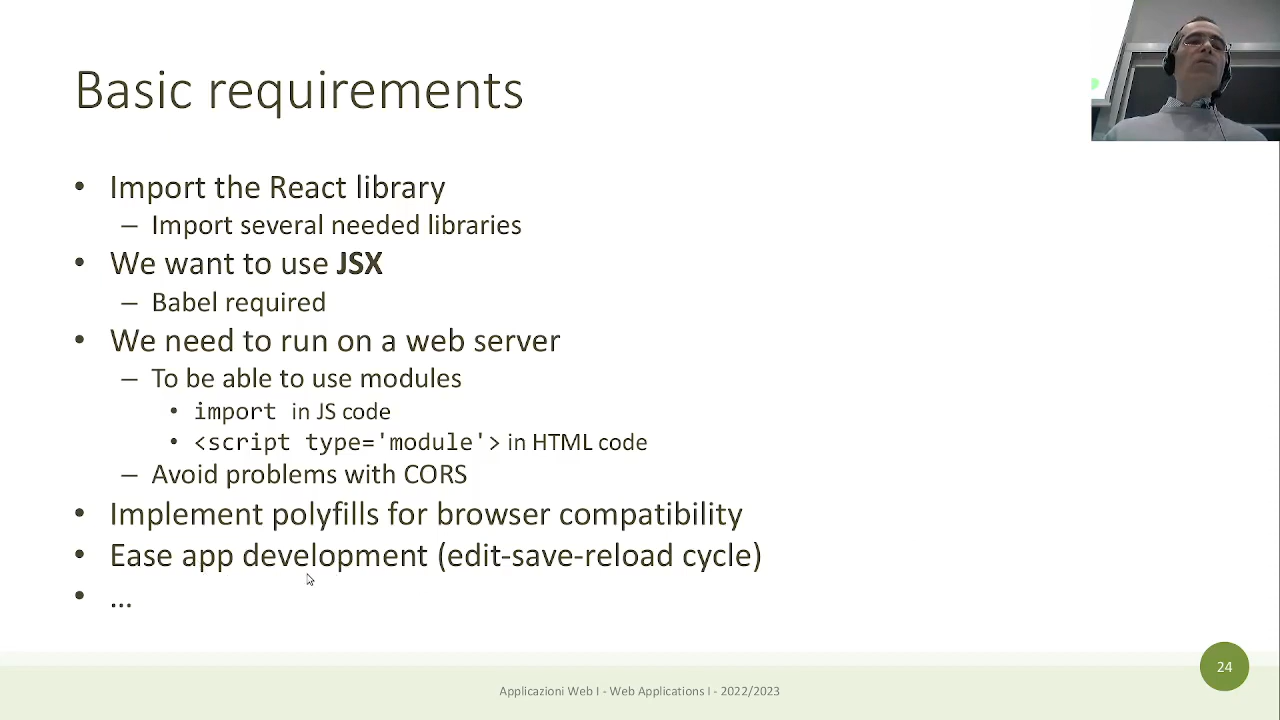 Basic requirements
• Import the React library
– Import several needed libraries
• We want to use JSX
– Babel required
• We need to run on a web server
– To be able to use modules
• import in JS code
• <script type='module'> in HTML code
– Avoid problems with CORS
• Implement polyfills for browser compatibility
• Ease app development (edit-save-reload cycle)
• ...
24
Applicazioni Web I - Web Applications I - 2022/2023